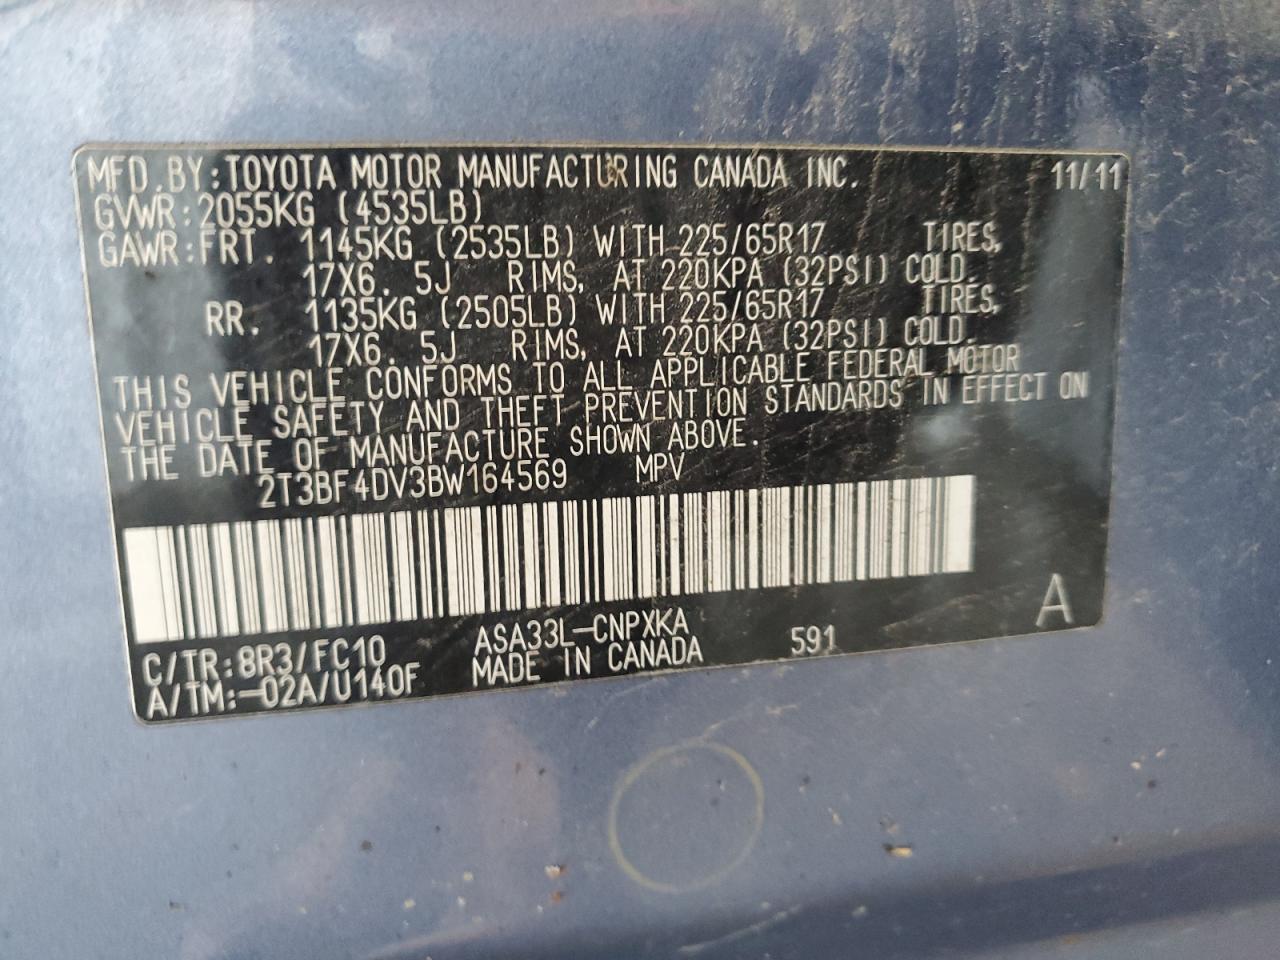 MFD.BY:TOYOTA MOTOR MANUFACTURING CANADA INC. 11/11
GVWR:2055KG (4535LB)
GAWR:FRT. 1145KG (2535LB) WITH 225/65R17 TIRES,
17X6. 5J RIMS, AT 220KPA (32PSI) COLD.
RR. 1135KG (2505LB) WITH 225/65R17 TIRES,
17X6. 5J RIMS, AT 220KPA (32PSI) COLD.
THIS VEHICLE CONFORMS TO ALL APPLICABLE FEDERAL MOTOR
VEHICLE SAFETY AND THEFT PREVENTION STANDARDS IN EFFECT ON
THE DATE OF MANUFACTURE SHOWN ABOVE.
2T3BF4DV3BW164569 MPV
C/TR:8R3/FC10 ASA33L-CNPXKA 591 A
A/TM:-02A/U140F MADE IN CANADA